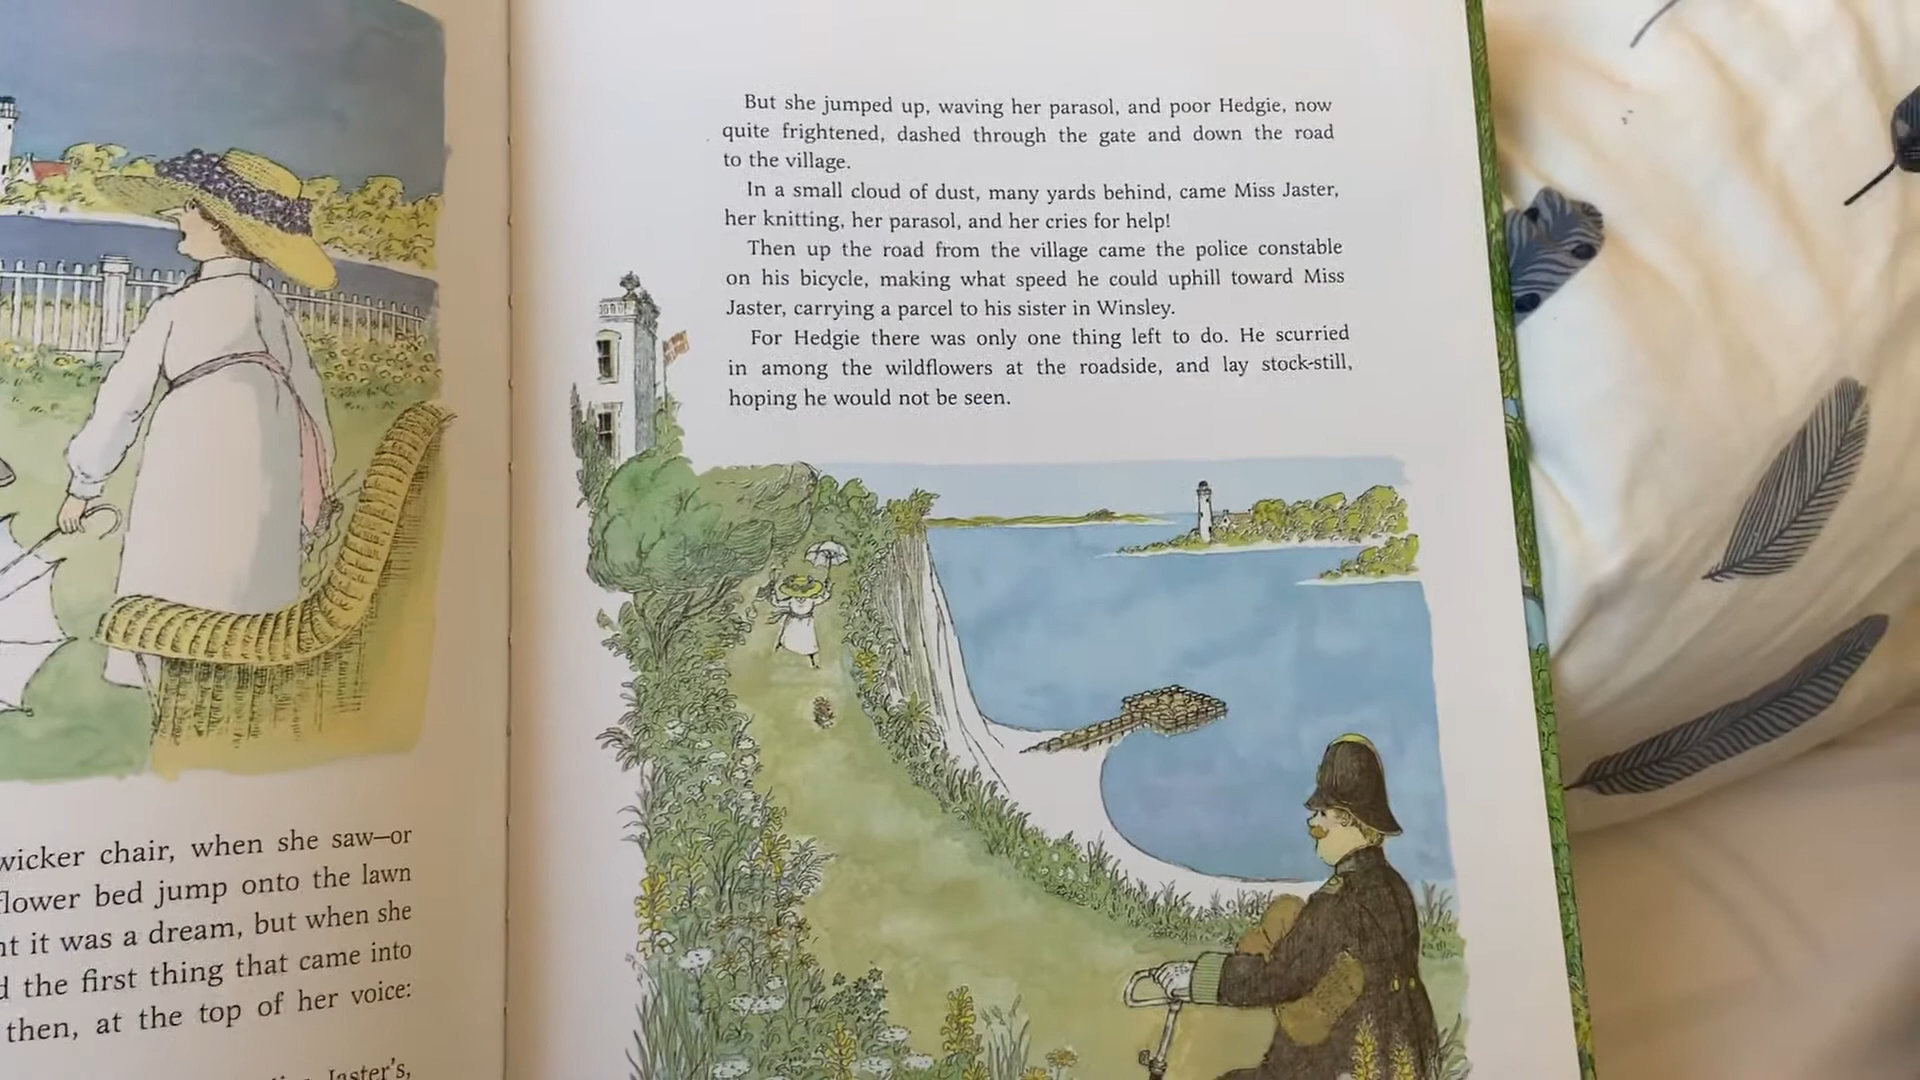 wicker chair, when she saw—or
flower bed jump onto the lawn
it was a dream, but when she
the first thing that came into
then, at the top of her voice:
Jaster's,
But she jumped up, waving her parasol, and poor Hedgie, now
quite frightened, dashed through the gate and down the road
to the village.
In a small cloud of dust, many yards behind, came Miss Jaster,
her knitting, her parasol, and her cries for help!
Then up the road from the village came the police constable
on his bicycle, making what speed he could uphill toward Miss
Jaster, carrying a parcel to his sister in Winsley.
For Hedgie there was only one thing left to do. He scurried
in among the wildflowers at the roadside, and lay stock-still,
hoping he would not be seen.